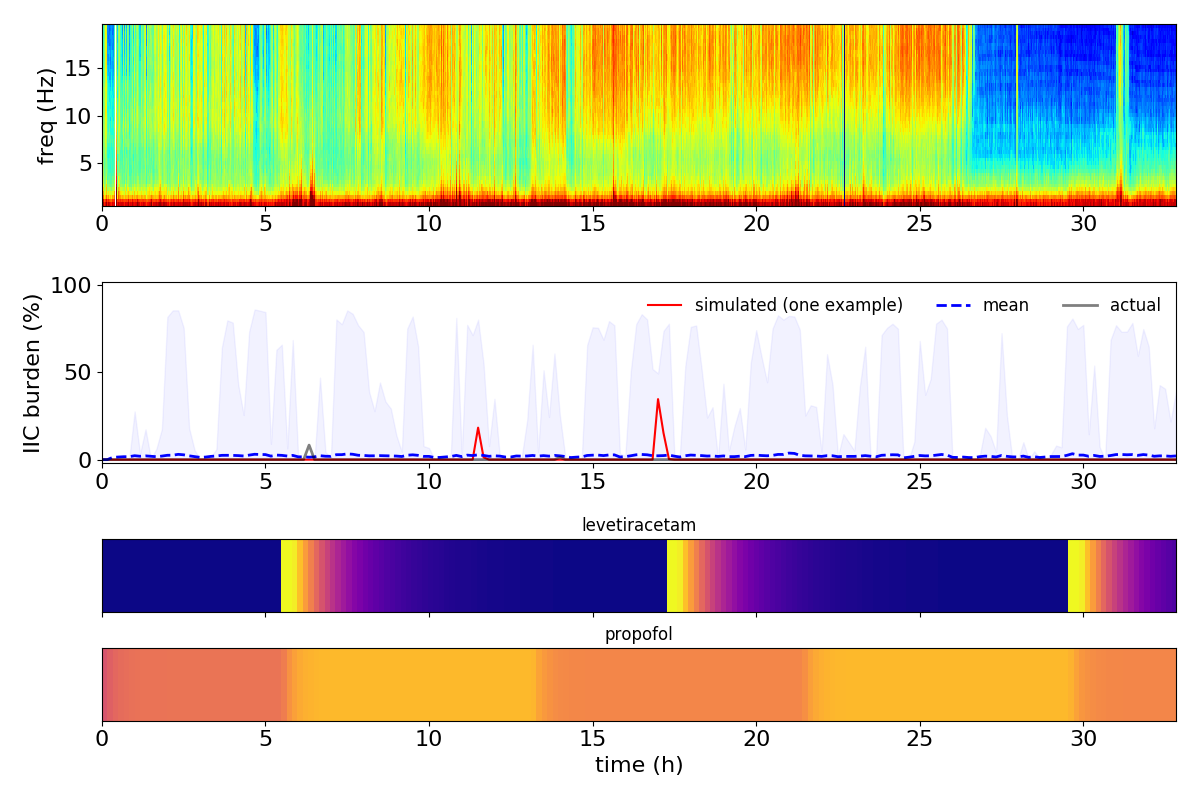 freq (Hz)
15
10
5
0 5 10 15 20 25 30
IIC burden (%)
100
50
0
simulated (one example) mean actual
0 5 10 15 20 25 30
levetiracetam
propofol
0 5 10 15 20 25 30
time (h)